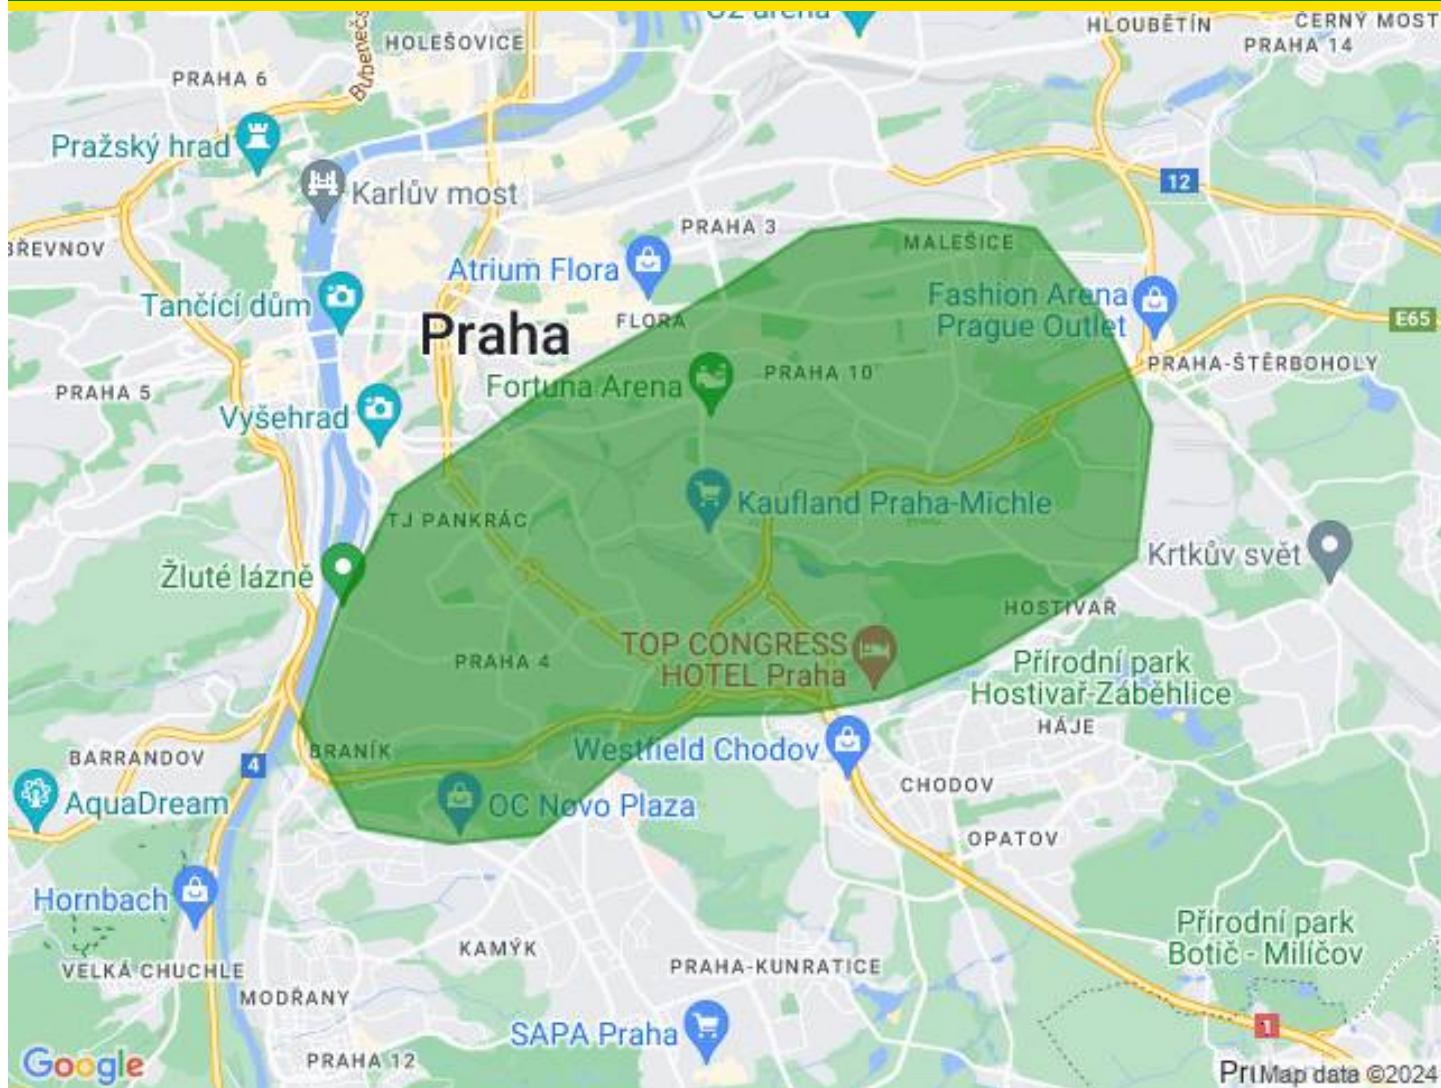 O2 arena
HLOUBĚTÍN
ČERNÝ MOST
PRAHA 14
HOLEŠOVICE
PRAHA 6
Bubenečs
Pražský hrad
Karlův most
12
PRAHA 3
MALEŠICE
BŘEVNOV
Atrium Flora
Tančící dům
Fashion Arena
Prague Outlet
E65
Praha
FLORA
PRAHA-ŠTĚRBOHOLY
Fortuna Arena
PRAHA 10
PRAHA 5
Vyšehrad
Kaufland Praha-Michle
TJ PANKRÁC
Krtkův svět
Žluté lázně
HOSTIVAŘ
TOP CONGRESS
HOTEL Praha
PRAHA 4
Přírodní park
Hostivař-Záběhlice
HÁJE
BRANÍK
Westfield Chodov
BARRANDOV
4
CHODOV
AquaDream
OC Novo Plaza
OPATOV
Hornbach
Přírodní park
Botič - Milíčov
KAMÝK
VELKÁ CHUCHLE
PRAHA-KUNRATICE
MODŘANY
SAPA Praha
1
PRAHA 12
Google
Map data ©2024